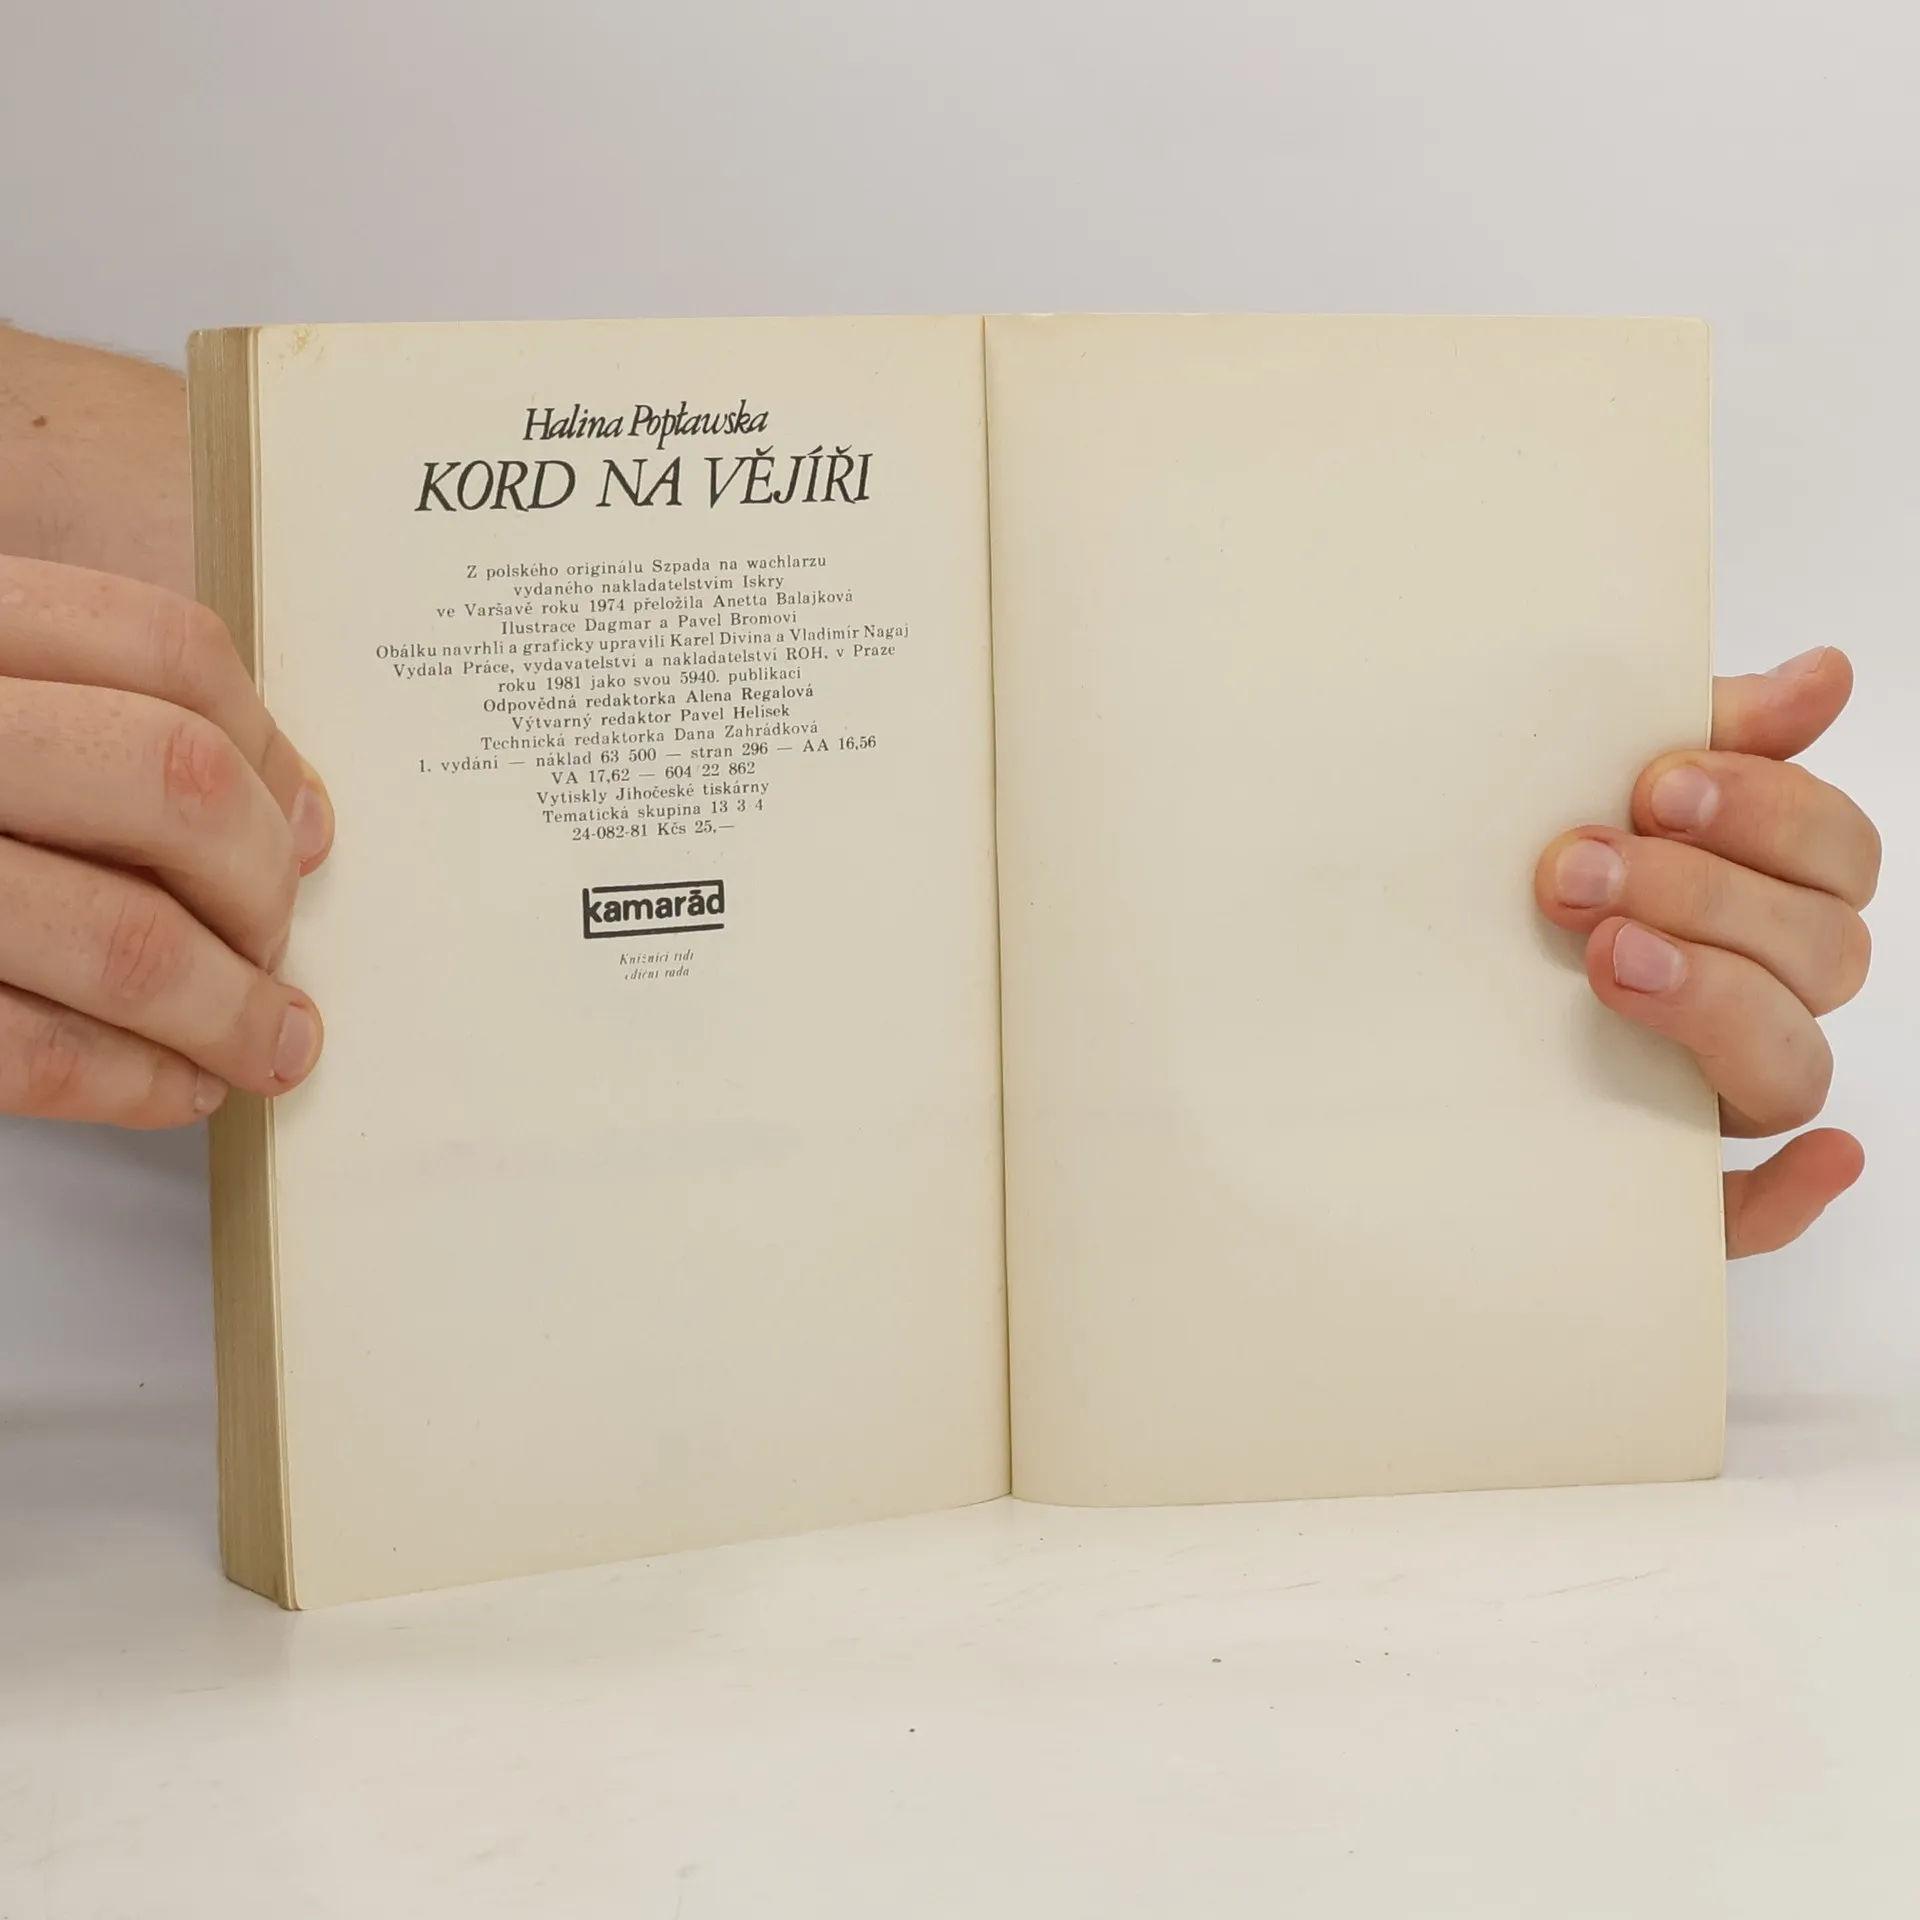 Halina Popławska
KORD NA VĚJÍŘI
Z polského originálu Szpada na wachlarzu
vydaného nakladatelstvím Iskry
ve Varšavě roku 1974 přeložila Anetta Balajková
Ilustrace Dagmar a Pavel Bromovi
Obálku navrhli a graficky upravili Karel Divina a Vladimír Nagaj
Vydala Práce, vydavatelství a nakladatelství ROH, v Praze
roku 1981 jako svou 5940. publikaci
Odpovědná redaktorka Alena Regalová
Výtvarný redaktor Pavel Helísek
Technická redaktorka Dana Zahrádková
1. vydání — náklad 63 500 — stran 296 — AA 16,56
VA 17,62 — 604 22 862
Vytiskly Jihočeské tiskárny
Tematická skupina 13 3 4
24-082-81 Kčs 25,—
kamarád
Knižnici řídí
ediční rada